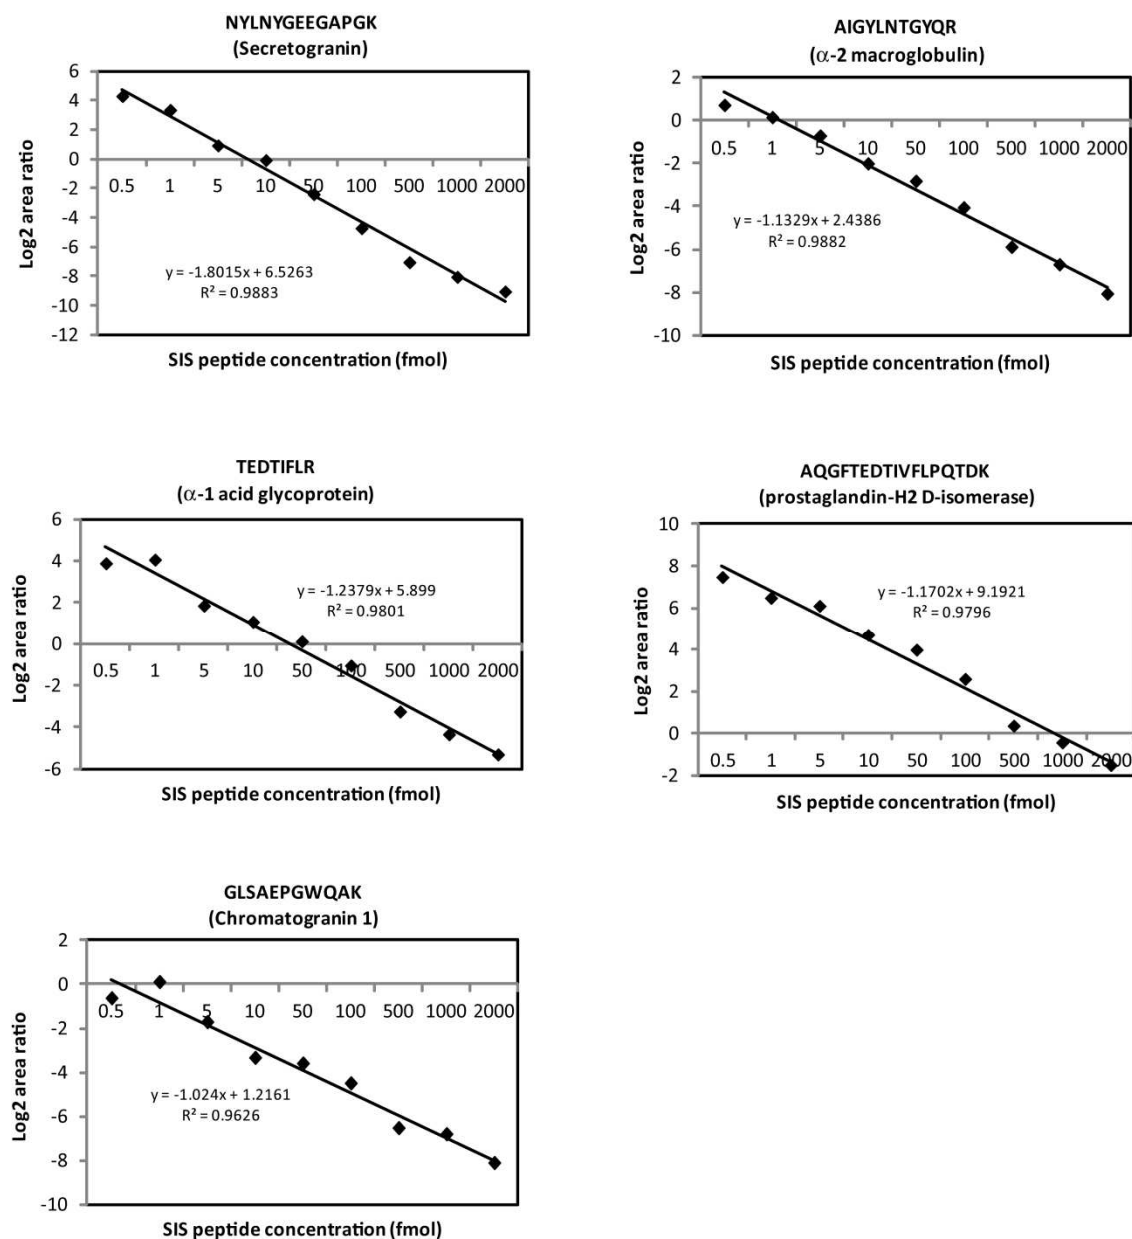 NYLNYGEEGAPGK
(Secretogranin)
6
4
2
0
-2
-4
-6
-8
-10
-12
Log2 area ratio
0.5 1 5 10 50 100 500 1000 2000
y = -1.8015x + 6.5263
R² = 0.9883
SIS peptide concentration (fmol)
AIGYLNTGYQR
(α-2 macroglobulin)
2
0
-2
-4
-6
-8
-10
Log2 area ratio
0.5 1 5 10 50 100 500 1000 2000
y = -1.1329x + 2.4386
R² = 0.9882
SIS peptide concentration (fmol)
TEDTIFLR
(α-1 acid glycoprotein)
6
4
2
0
-2
-4
-6
Log2 area ratio
y = -1.2379x + 5.899
R² = 0.9801
0.5 1 5 10 50 100 500 1000 2000
SIS peptide concentration (fmol)
AQGFTEDTIVFLPQTDK
(prostaglandin-H2 D-isomerase)
10
8
6
4
2
0
-2
Log2 area ratio
y = -1.1702x + 9.1921
R² = 0.9796
0.5 1 5 10 50 100 500 1000 2000
SIS peptide concentration (fmol)
GLSAEPGWQAK
(Chromatogranin 1)
2
0
-2
-4
-6
-8
-10
Log2 area ratio
0.5 1 5 10 50 100 500 1000 2000
y = -1.024x + 1.2161
R² = 0.9626
SIS peptide concentration (fmol)